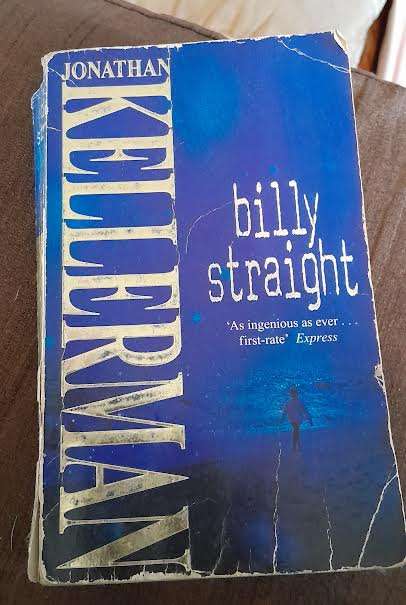 JONATHAN
KELLERMAN
billy
straight
'As ingenious as ever . . .
first-rate' Express